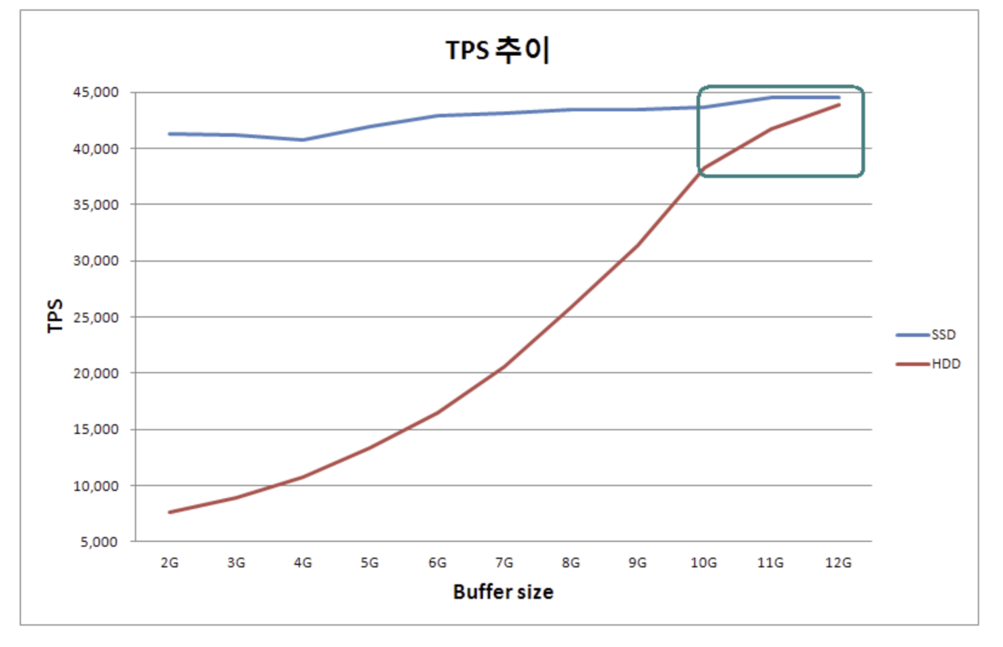 TPS 추이
45,000
40,000
35,000
30,000
25,000
20,000
15,000
10,000
5,000
TPS
2G 3G 4G 5G 6G 7G 8G 9G 10G 11G 12G
Buffer size
SSD
HDD